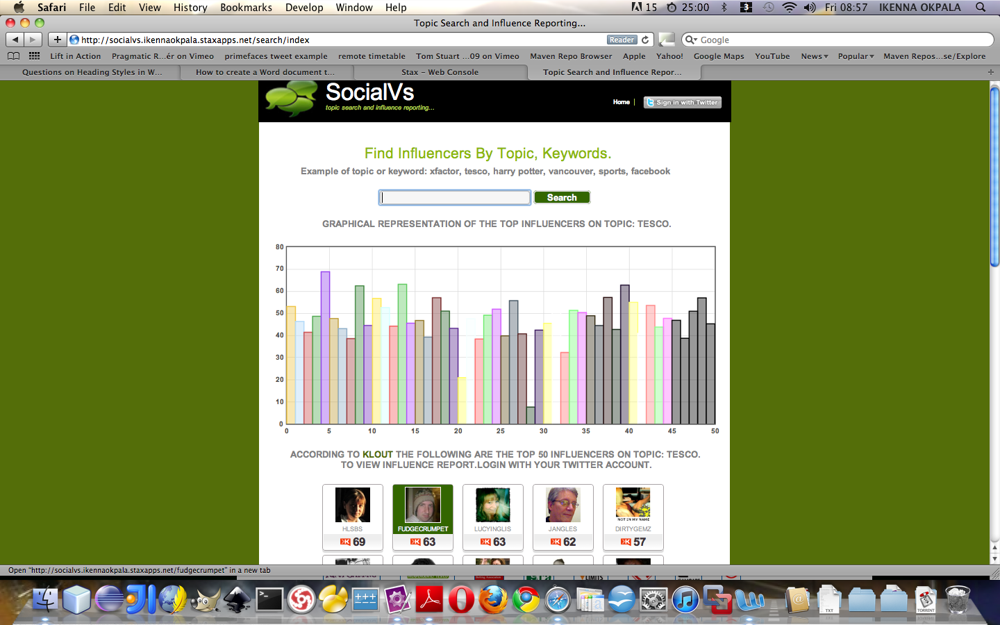 Safari File Edit View History Bookmarks Develop Window Help 15 25:00 3 Fri 08:57 IKENNA OKPALA
Topic Search and Influence Reporting...
http://socialvs.ikennaokpala.staxapps.net/search/index Reader Google
Lift in Action Pragmatic R...ér on Vimeo primefaces tweet example remote timetable Tom Stuart ...09 on Vimeo Maven Repo Browser Apple Yahoo! Google Maps YouTube News Popular Maven Repos...se/Explore
Questions on Heading Styles in W... How to create a Word document t... Stax – Web Console Topic Search and Influence Repor...
SocialVs
topic search and influence reporting...
Home | Sign in with Twitter
Find Influencers By Topic, Keywords.
Example of topic or keyword: xfactor, tesco, harry potter, vancouver, sports, facebook
Search
GRAPHICAL REPRESENTATION OF THE TOP INFLUENCERS ON TOPIC: TESCO.
80
70
60
50
40
30
20
10
0
0 5 10 15 20 25 30 35 40 45 50
ACCORDING TO KLOUT THE FOLLOWING ARE THE TOP 50 INFLUENCERS ON TOPIC: TESCO.
TO VIEW INFLUENCE REPORT.LOGIN WITH YOUR TWITTER ACCOUNT.
NOT IN MY NAME
HLSBS FUDGECRUMPET LUCYINGLIS JANGLES DIRTYGEMZ
K 69 K 63 K 63 K 62 K 57
Open “http://socialvs.ikennaokpala.staxapps.net/fudgecrumpet” in a new tab
TXT TORRENT